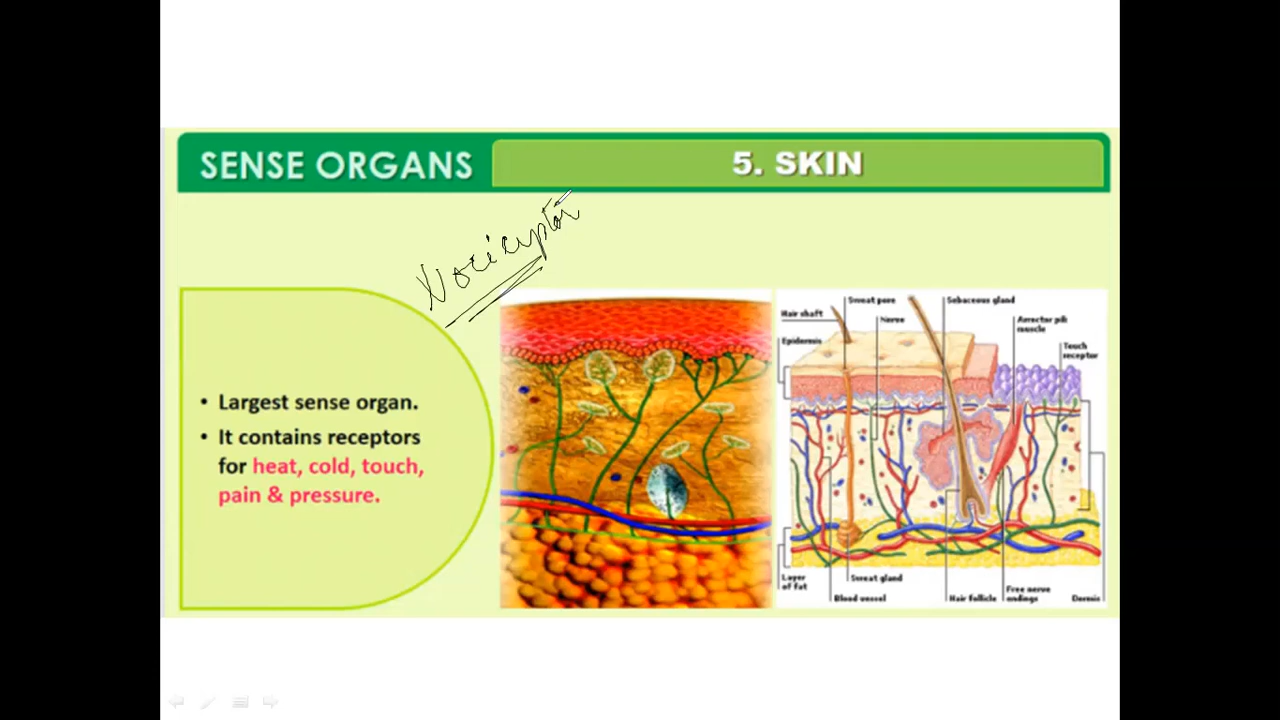 SENSE ORGANS
5. SKIN
Nociceptor
• Largest sense organ.
• It contains receptors
for heat, cold, touch,
pain & pressure.
Sweat pore
Sebaceous gland
Hair shaft
Nerve
Arrector pili
muscle
Epidermis
Touch
receptor
Layer
of fat
Sweat gland
Blood vessel
Hair follicle
Free nerve
endings
Dermis